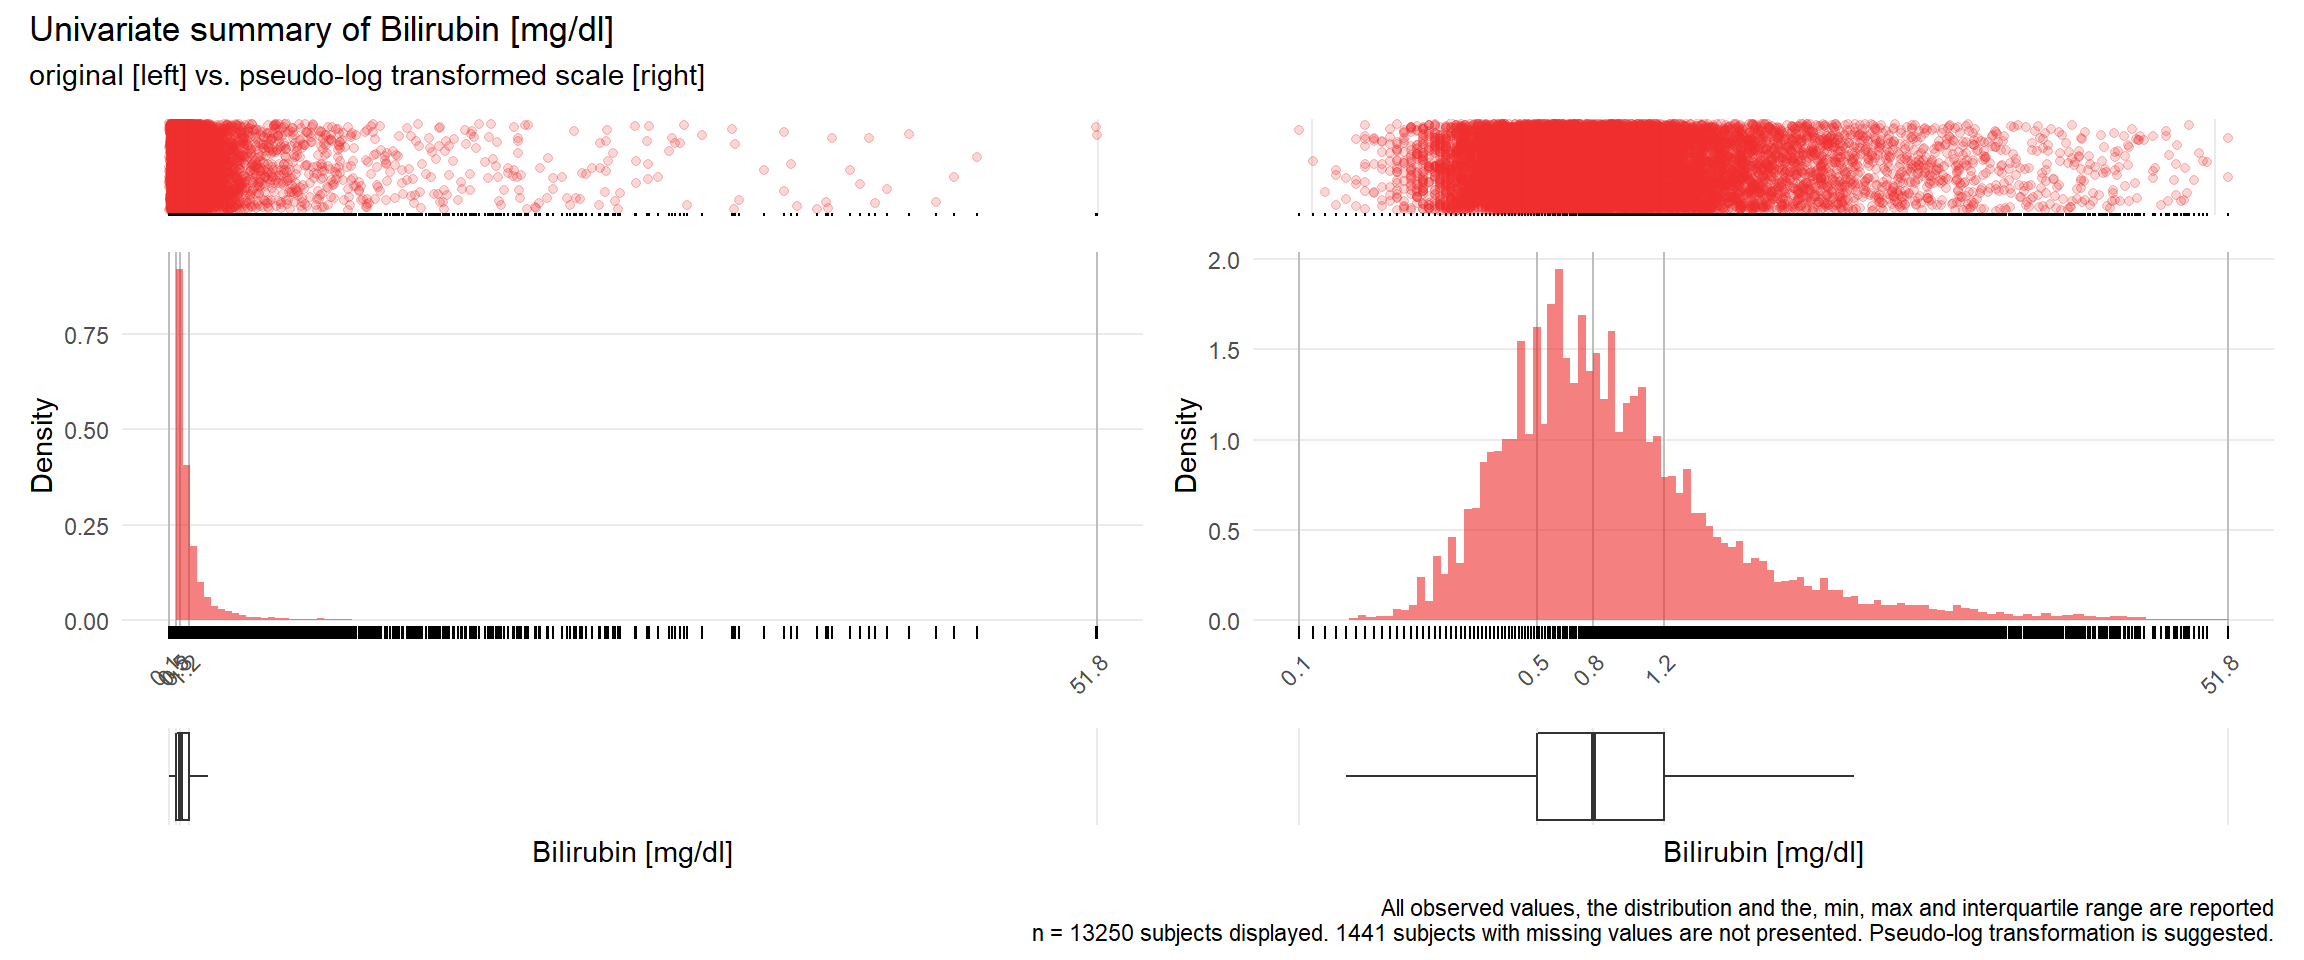 Univariate summary of Bilirubin [mg/dl]
original [left] vs. pseudo-log transformed scale [right]
Density
0.75
0.50
0.25
0.00
1.2
51.8
Bilirubin [mg/dl]
Density
2.0
1.5
1.0
0.5
0.0
0.1
0.5
0.8
1.2
51.8
Bilirubin [mg/dl]
All observed values, the distribution and the, min, max and interquartile range are reported
n = 13250 subjects displayed. 1441 subjects with missing values are not presented. Pseudo-log transformation is suggested.